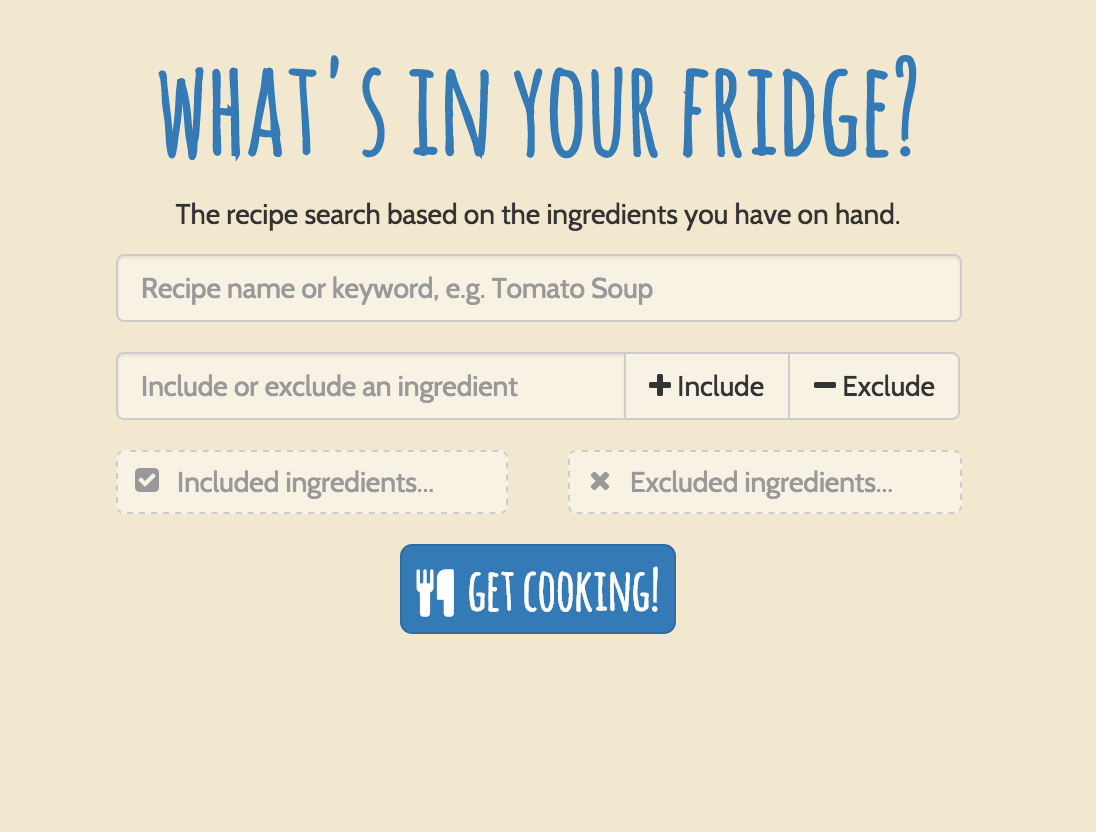 WHAT'S IN YOUR FRIDGE?
The recipe search based on the ingredients you have on hand.
Recipe name or keyword, e.g. Tomato Soup
Include or exclude an ingredient Include Exclude
Included ingredients... Excluded ingredients...
GET COOKING!